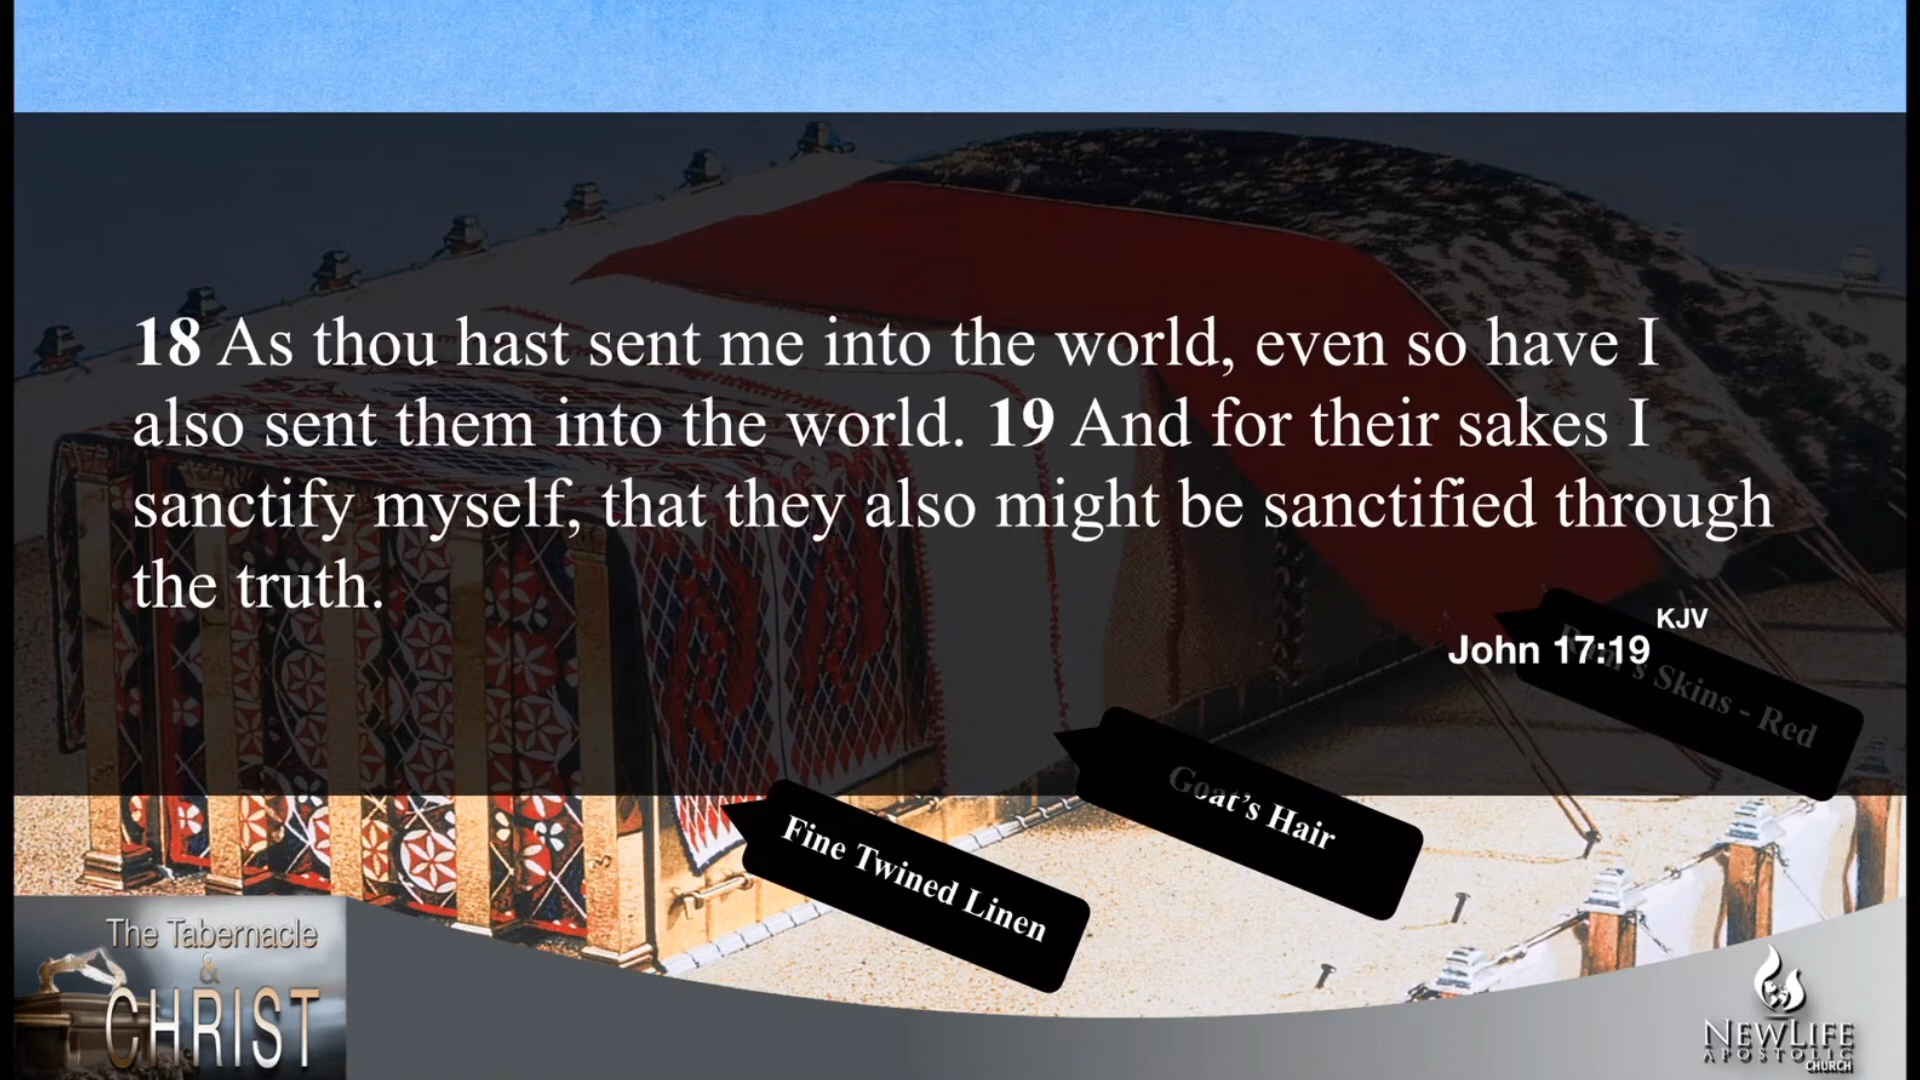 18 As thou hast sent me into the world, even so have I
also sent them into the world. 19 And for their sakes I
sanctify myself, that they also might be sanctified through
the truth.
KJV
John 17:19
Ram's Skins - Red
Goat's Hair
Fine Twined Linen
The Tabernacle
&
CHRIST
NEWLIFE
APOSTOLIC
CHURCH